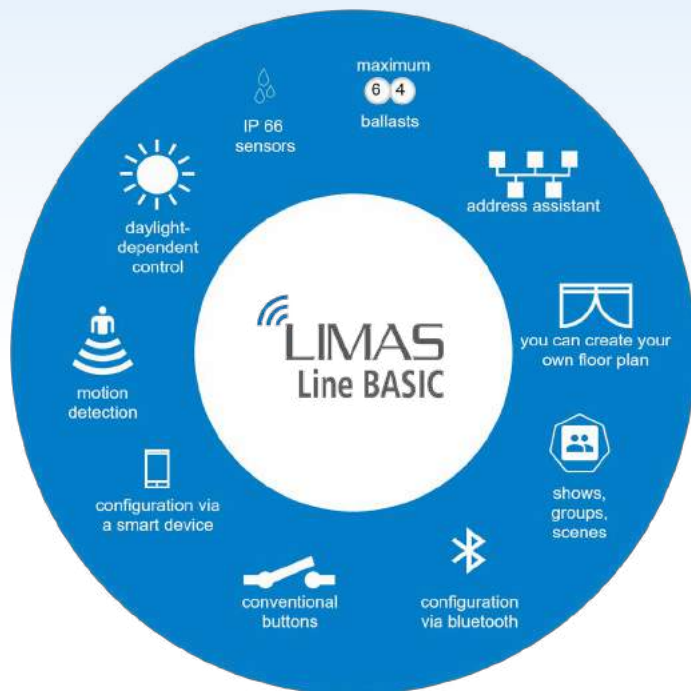 maximum
6 4
ballasts
IP 66
sensors
address assistant
daylight-
dependent
control
you can create your
own floor plan
LIMAS
Line BASIC
motion
detection
shows,
groups,
scenes
configuration via
a smart device
conventional
buttons
configuration
via bluetooth